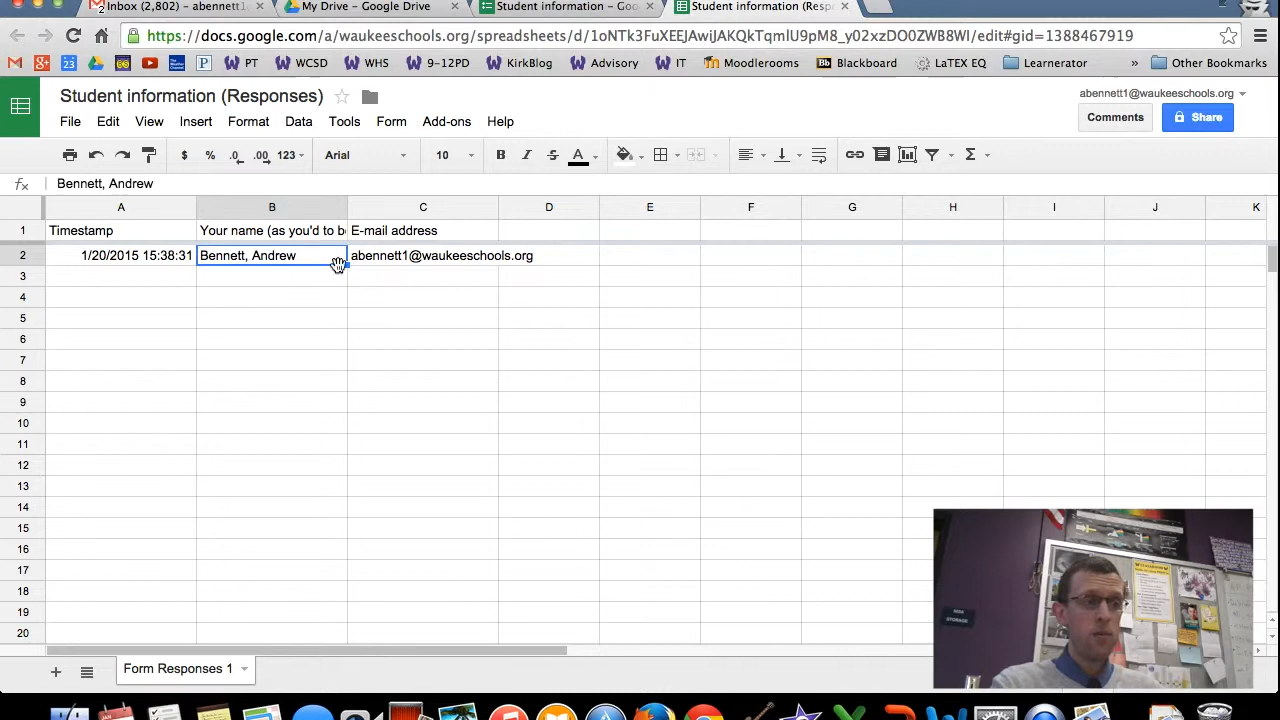 Inbox (2,802) – abennett1
My Drive – Google Drive
Student information – Goo
Student information (Resp
https://docs.google.com/a/waukeeschools.org/spreadsheets/d/1oNTk3FuXEEJAwiJAKQkTqmIU9pM8_y02xzDO0ZWB8WI/edit#gid=1388467919
PT WCSD WHS 9–12PD KirkBlog Advisory IT Moodlerooms Blackboard LaTEX EQ Learnerator » Other Bookmarks
Student information (Responses)
abennett1@waukeeschools.org
File Edit View Insert Format Data Tools Form Add-ons Help
Comments
Share
$ % .0 .00 123 Arial 10 B I S A Σ
fx Bennett, Andrew
A B C D E F G H I J K
1 Timestamp Your name (as you'd to be E-mail address
2 1/20/2015 15:38:31 Bennett, Andrew abennett1@waukeeschools.org
3
4
5
6
7
8
9
10
11
12
13
14
15
16
17
18
19
20
+ Form Responses 1